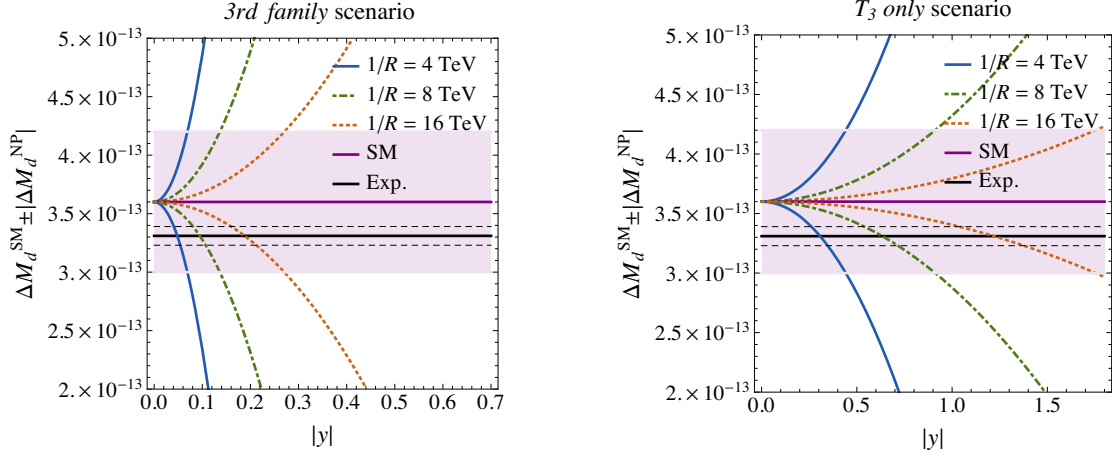 3rd family scenario
ΔM_d^SM ± |ΔM_d^NP|
5. × 10^-13
4.5 × 10^-13
4. × 10^-13
3.5 × 10^-13
3. × 10^-13
2.5 × 10^-13
2. × 10^-13
1/R = 4 TeV
1/R = 8 TeV
1/R = 16 TeV
SM
Exp.
0.0 0.1 0.2 0.3 0.4 0.5 0.6 0.7
|y|
T_3 only scenario
ΔM_d^SM ± |ΔM_d^NP|
5. × 10^-13
4.5 × 10^-13
4. × 10^-13
3.5 × 10^-13
3. × 10^-13
2.5 × 10^-13
2. × 10^-13
1/R = 4 TeV
1/R = 8 TeV
1/R = 16 TeV
SM
Exp.
0.0 0.5 1.0 1.5
|y|